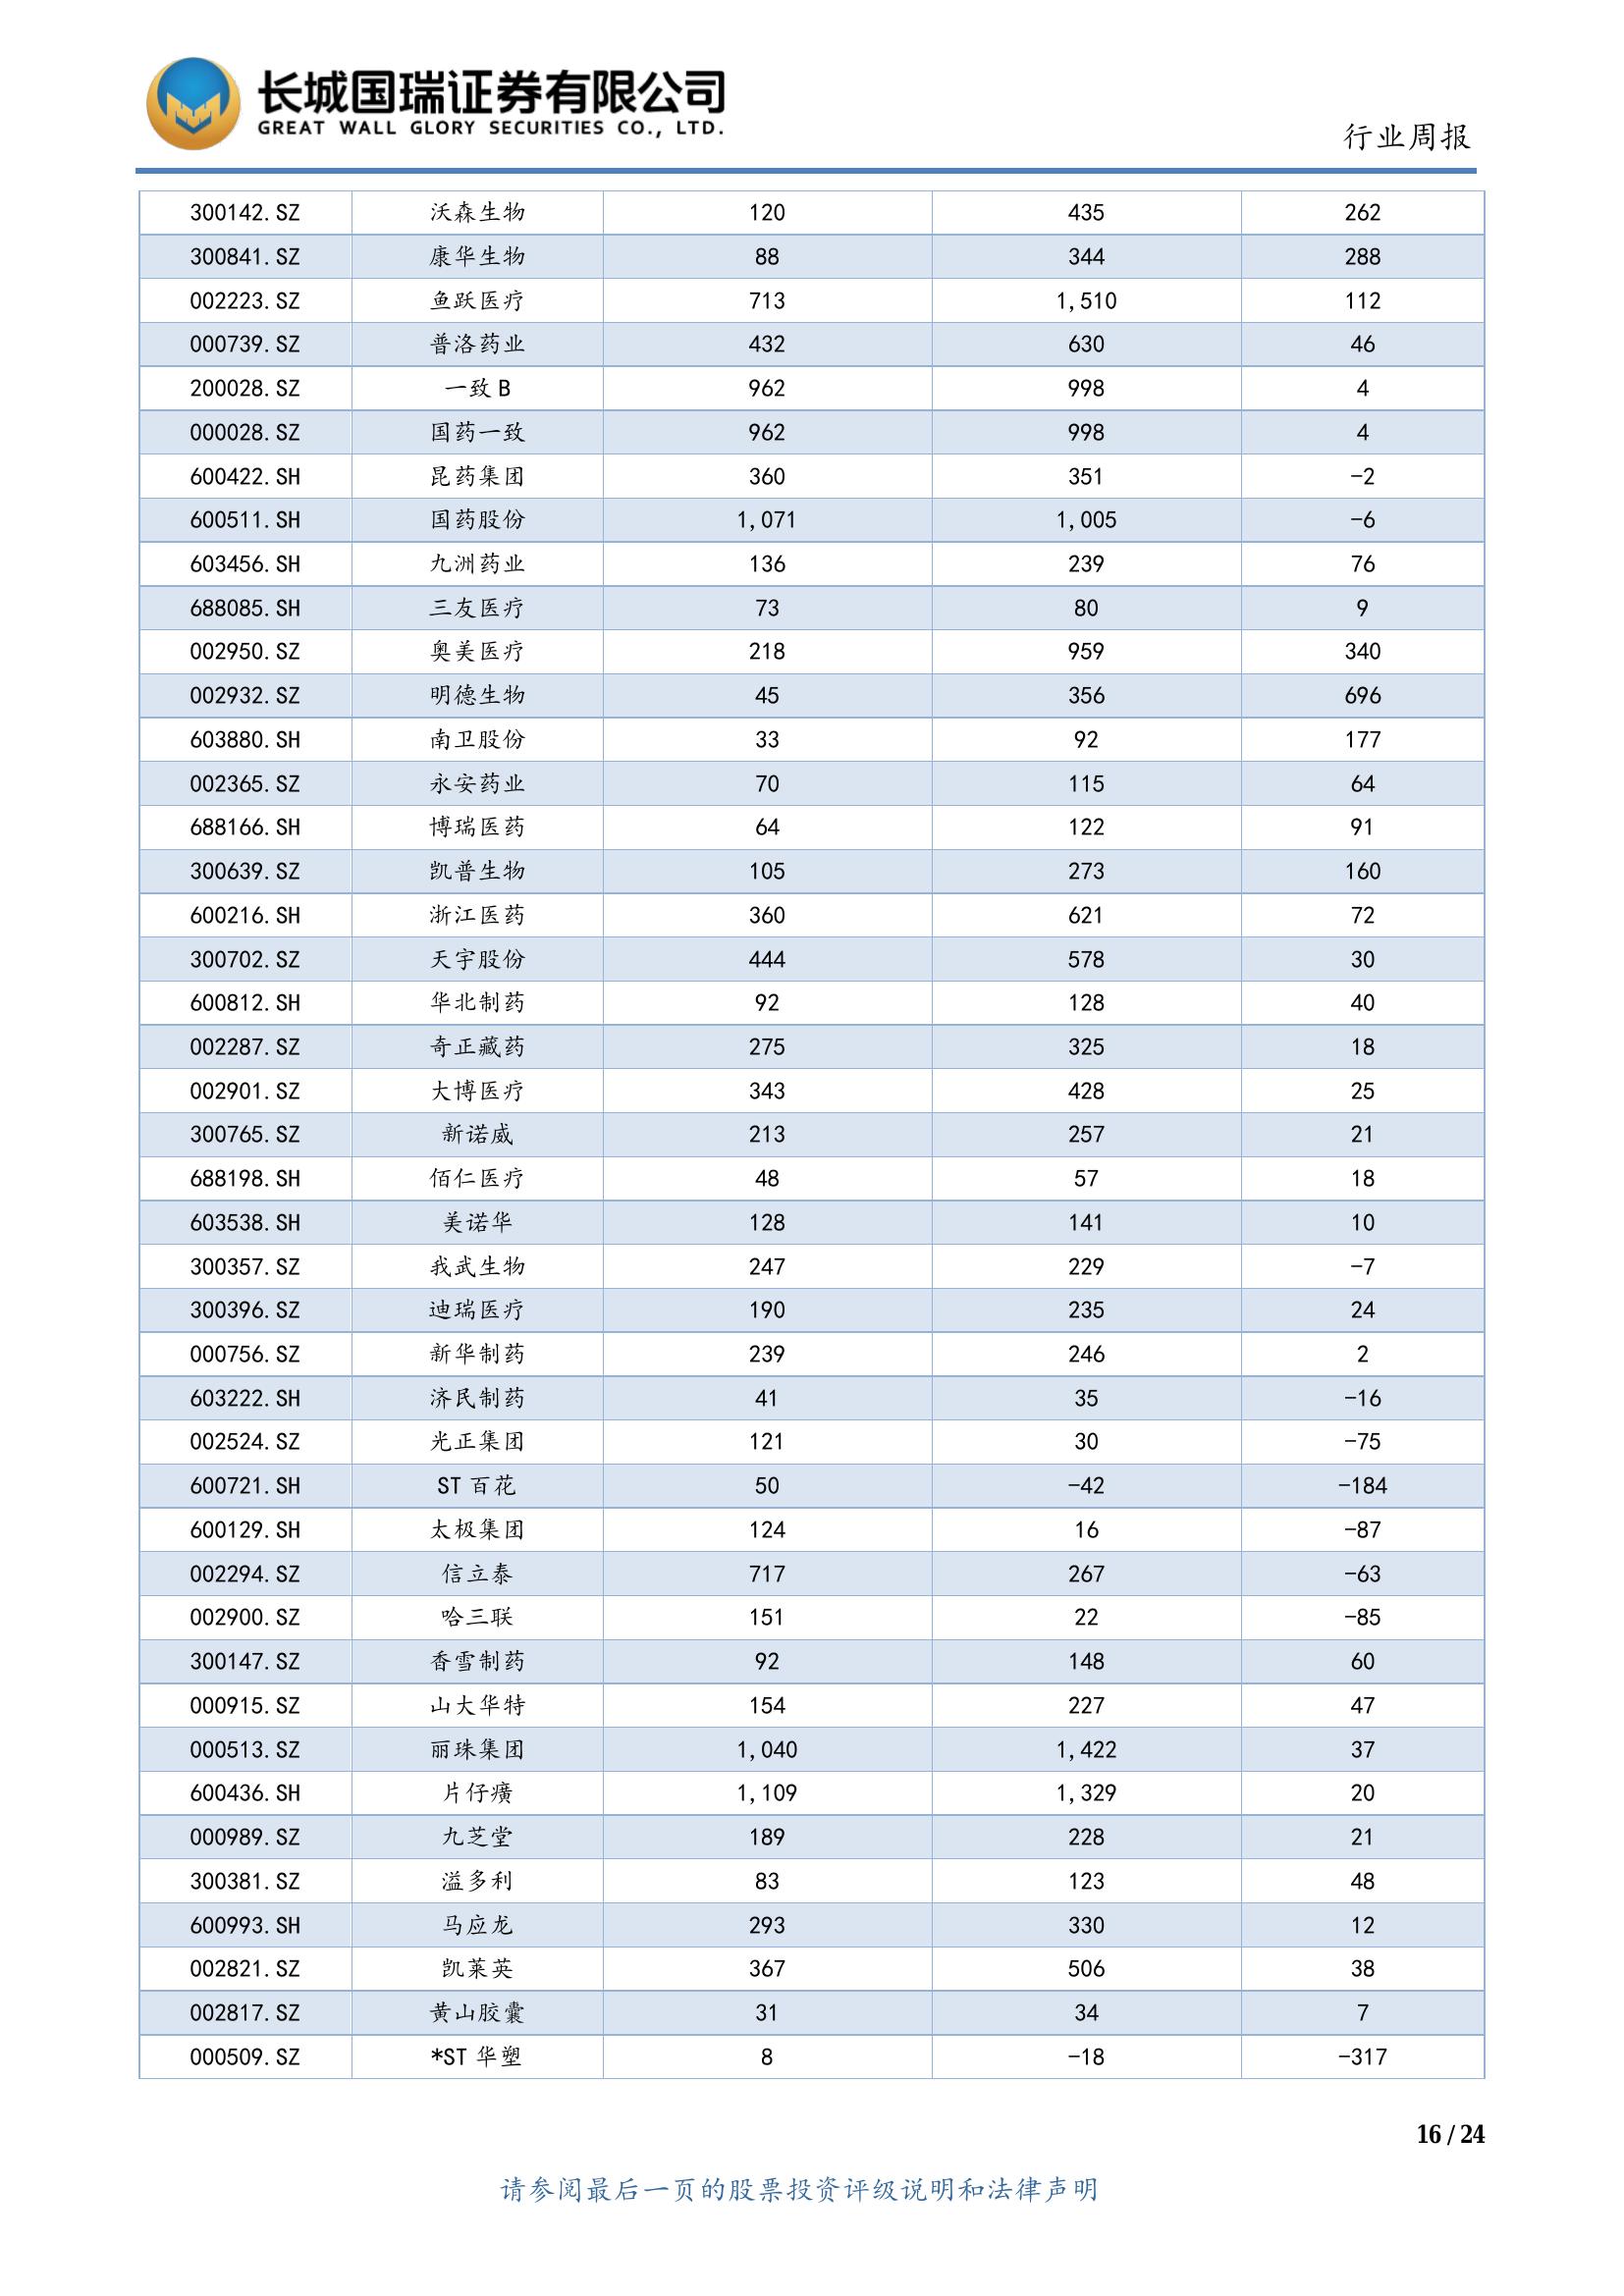 长城国瑞证券有限公司
GREAT WALL GLORY SECURITIES CO., LTD.
行业周报
300142.SZ 沃森生物 120 435 262
300841.SZ 康华生物 88 344 288
002223.SZ 鱼跃医疗 713 1,510 112
000739.SZ 普洛药业 432 630 46
200028.SZ 一致B 962 998 4
000028.SZ 国药一致 962 998 4
600422.SH 昆药集团 360 351 -2
600511.SH 国药股份 1,071 1,005 -6
603456.SH 九洲药业 136 239 76
688085.SH 三友医疗 73 80 9
002950.SZ 奥美医疗 218 959 340
002932.SZ 明德生物 45 356 696
603880.SH 南卫股份 33 92 177
002365.SZ 永安药业 70 115 64
688166.SH 博瑞医药 64 122 91
300639.SZ 凯普生物 105 273 160
600216.SH 浙江医药 360 621 72
300702.SZ 天宇股份 444 578 30
600812.SH 华北制药 92 128 40
002287.SZ 奇正藏药 275 325 18
002901.SZ 大博医疗 343 428 25
300765.SZ 新诺威 213 257 21
688198.SH 佰仁医疗 48 57 18
603538.SH 美诺华 128 141 10
300357.SZ 我武生物 247 229 -7
300396.SZ 迪瑞医疗 190 235 24
000756.SZ 新华制药 239 246 2
603222.SH 济民制药 41 35 -16
002524.SZ 光正集团 121 30 -75
600721.SH ST百花 50 -42 -184
600129.SH 太极集团 124 16 -87
002294.SZ 信立泰 717 267 -63
002900.SZ 哈三联 151 22 -85
300147.SZ 香雪制药 92 148 60
000915.SZ 山大华特 154 227 47
000513.SZ 丽珠集团 1,040 1,422 37
600436.SH 片仔癀 1,109 1,329 20
000989.SZ 九芝堂 189 228 21
300381.SZ 溢多利 83 123 48
600993.SH 马应龙 293 330 12
002821.SZ 凯莱英 367 506 38
002817.SZ 黄山胶囊 31 34 7
000509.SZ *ST华塑 8 -18 -317
16 / 24
请参阅最后一页的股票投资评级说明和法律声明